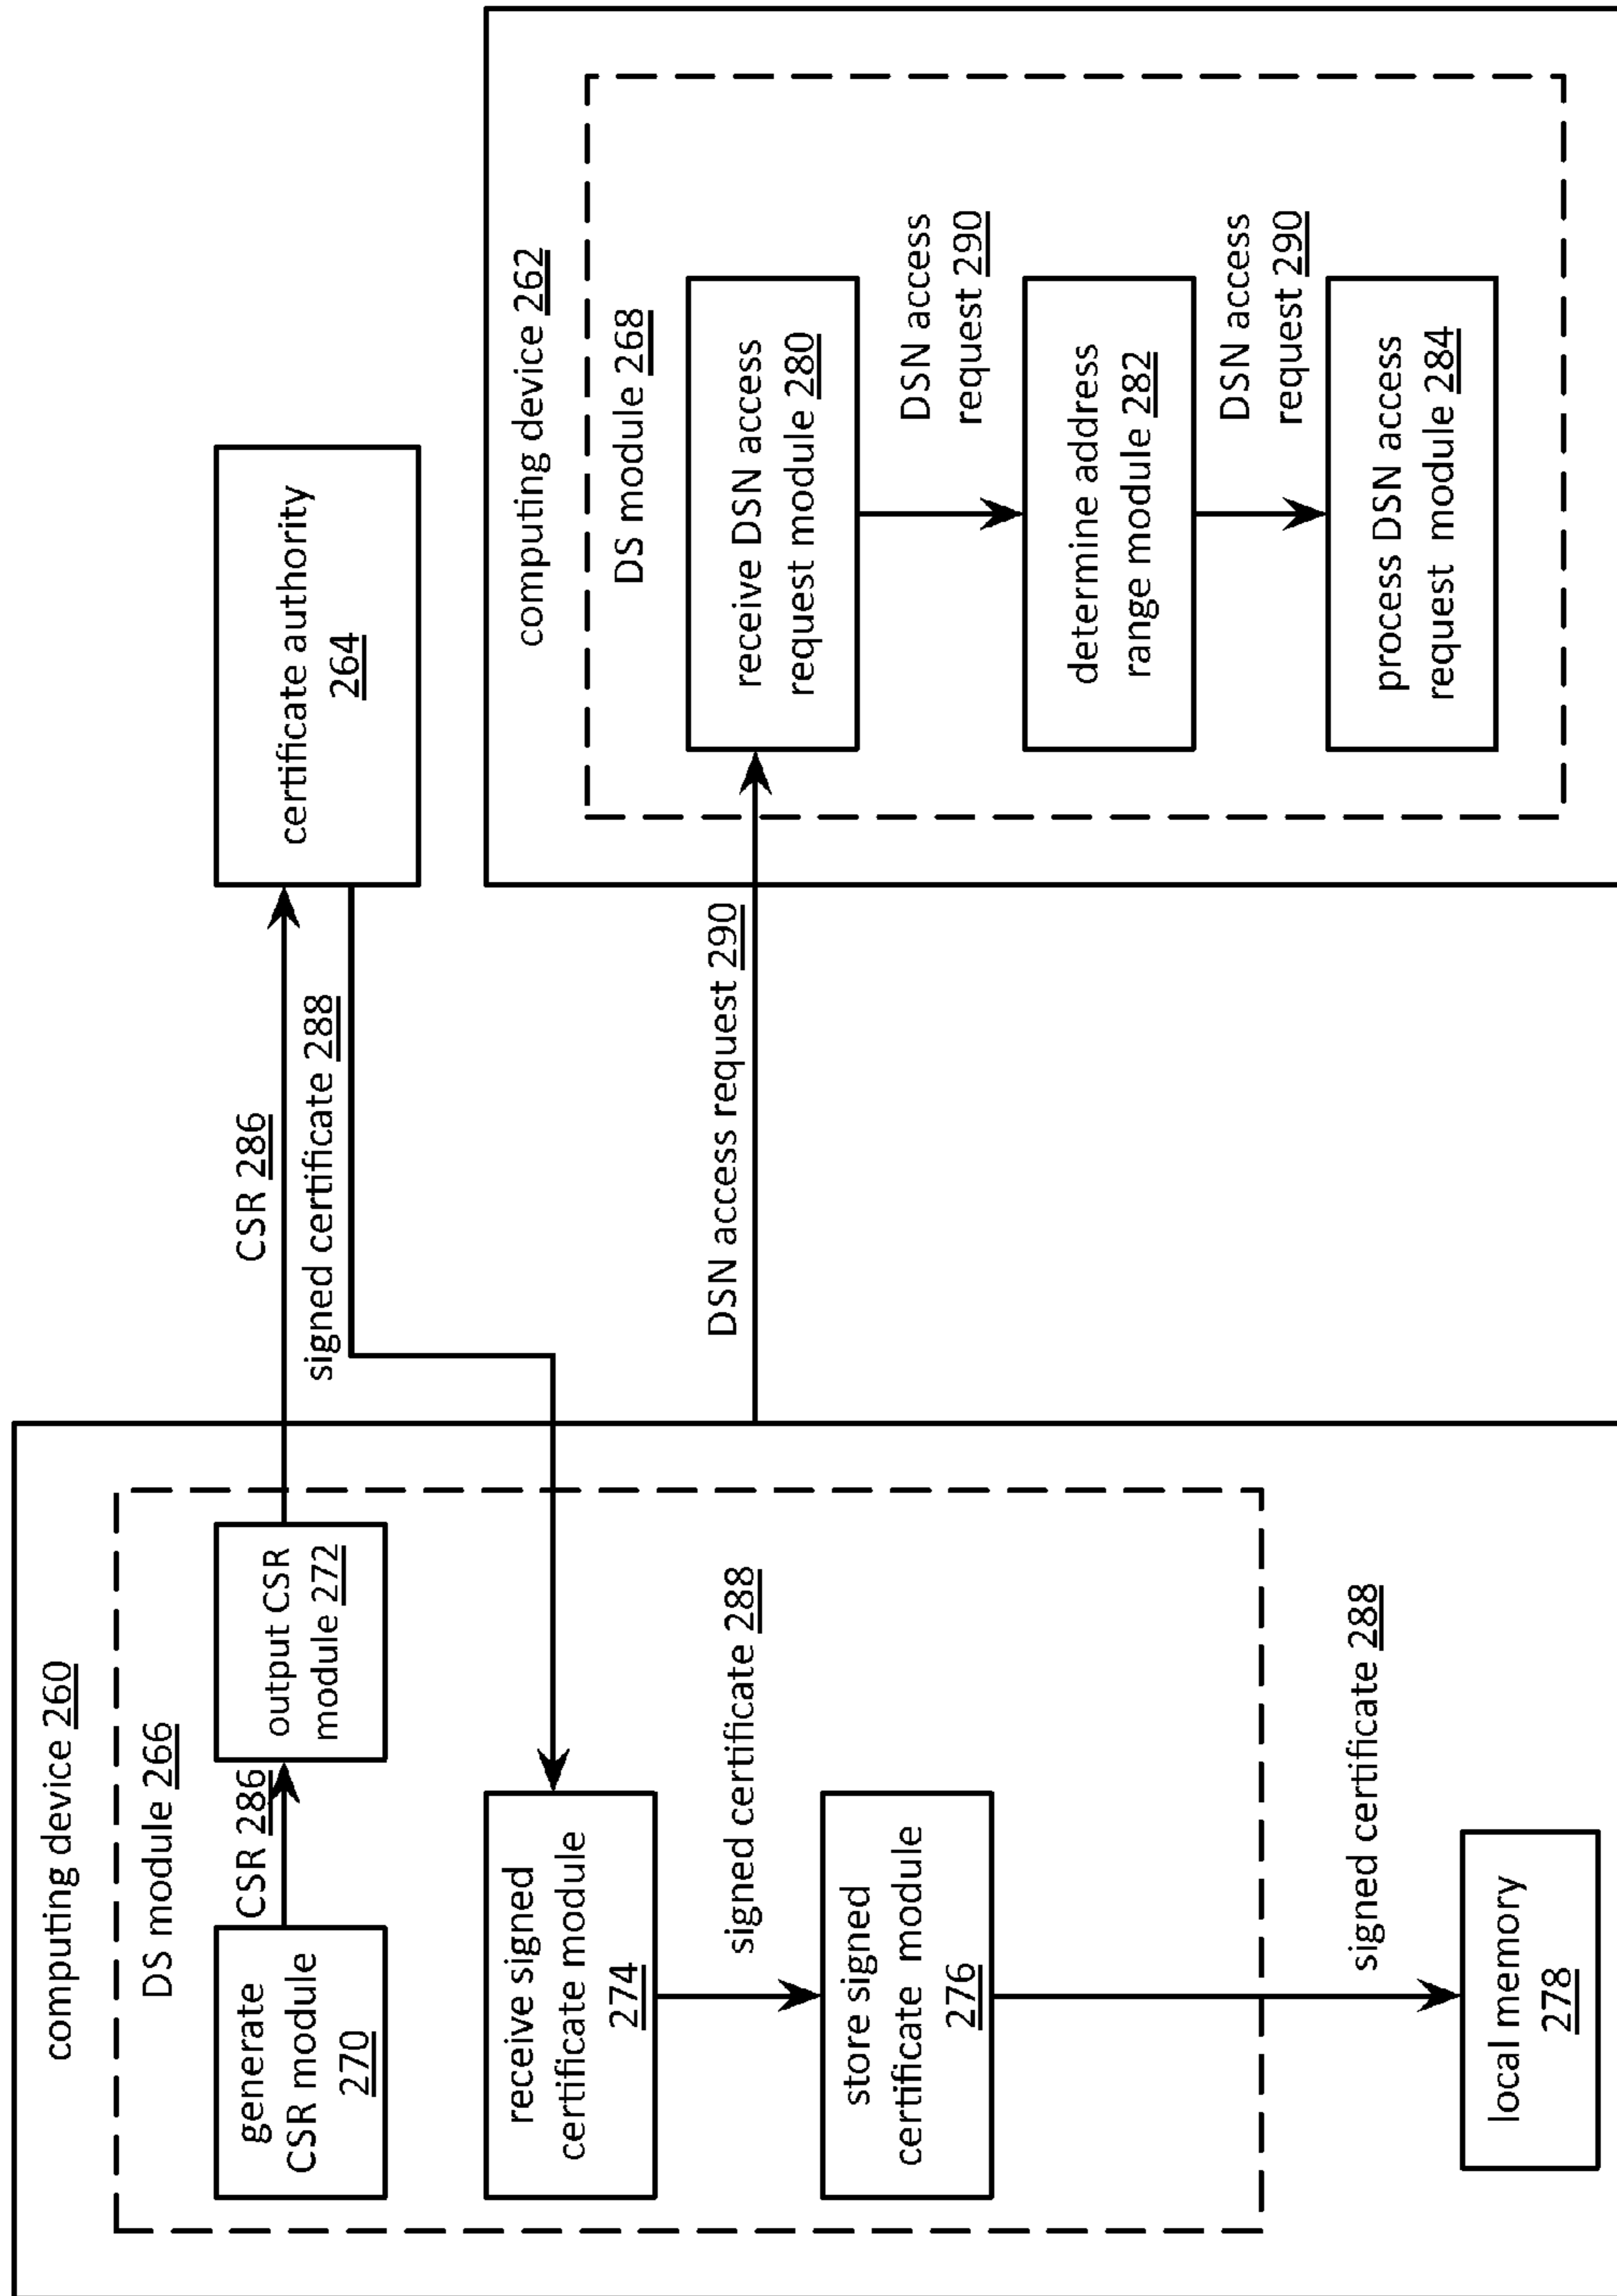 computing device 260
DS module 266
generate
CSR module
270
CSR 286
output CSR
module 272
CSR 286
signed certificate 288
certificate authority
264
receive signed
certificate module
274
signed certificate 288
store signed
certificate module
276
signed certificate 288
local memory
278
DSN access request 290
computing device 262
DS module 268
receive DSN access
request module 280
DSN access
request 290
determine address
range module 282
DSN access
request 290
process DSN access
request module 284